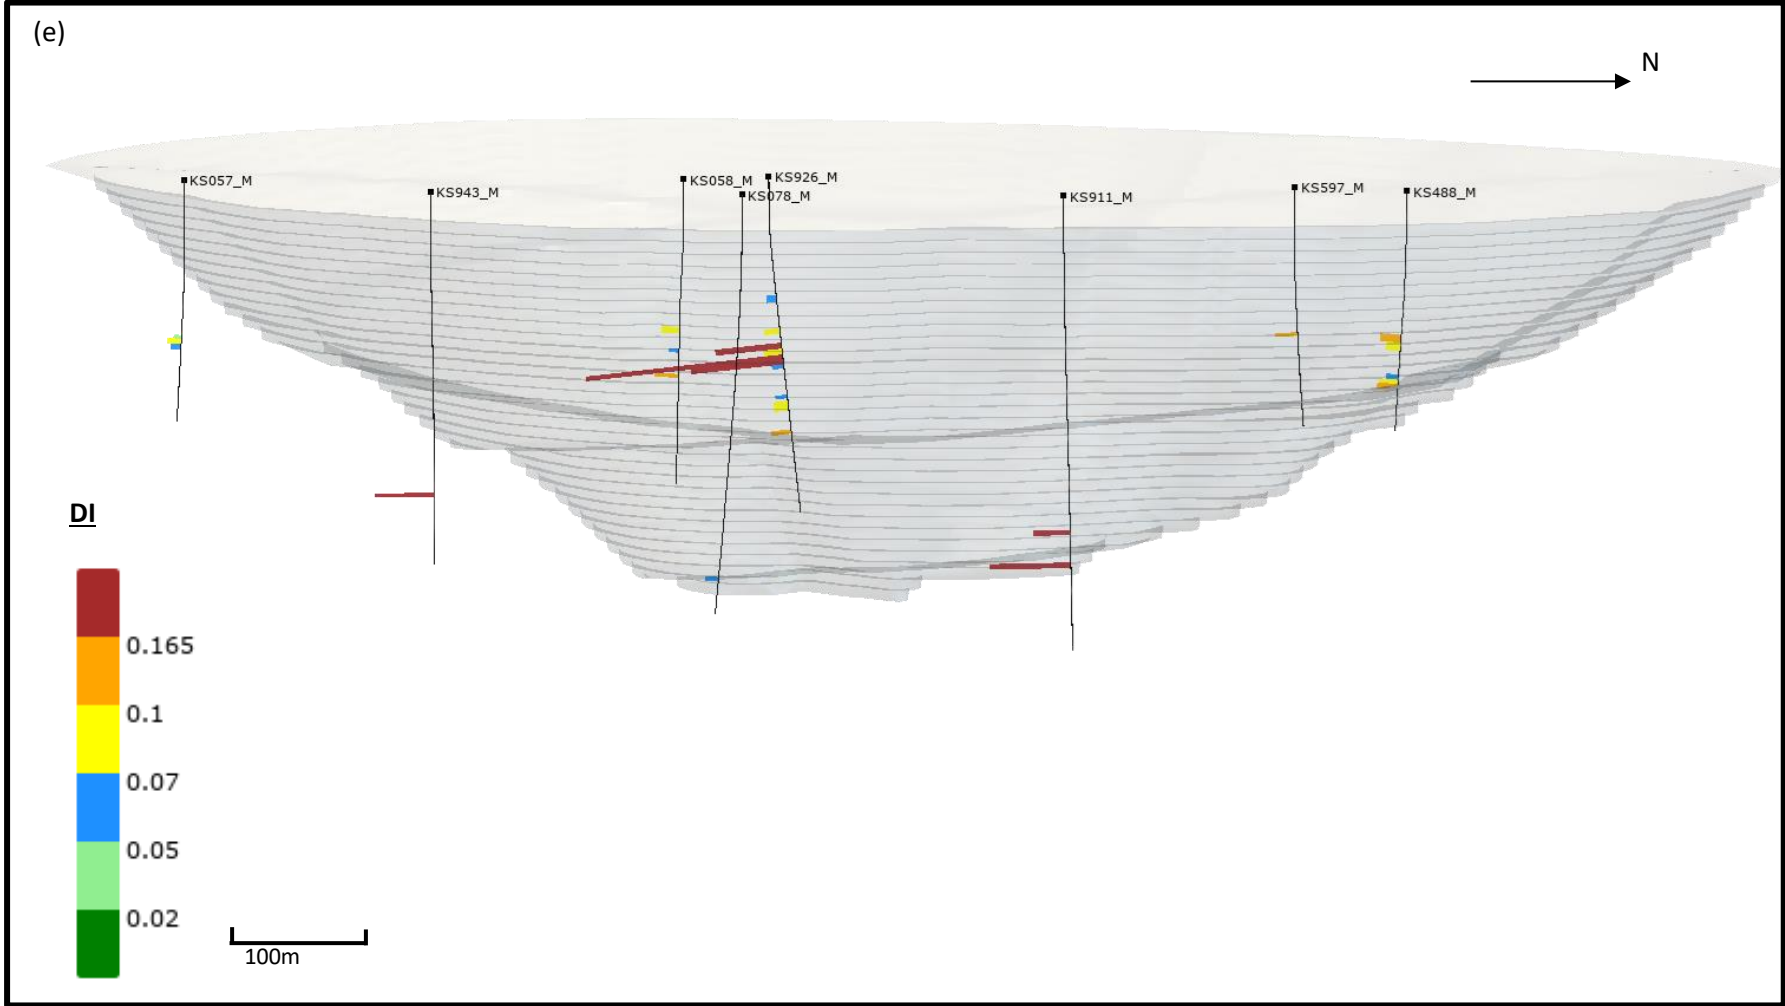 (e)
N
KS057_M
KS943_M
KS058_M
KS926_M
KS078_M
KS911_M
KS597_M
KS488_M
DI
0.165
0.1
0.07
0.05
0.02
100m